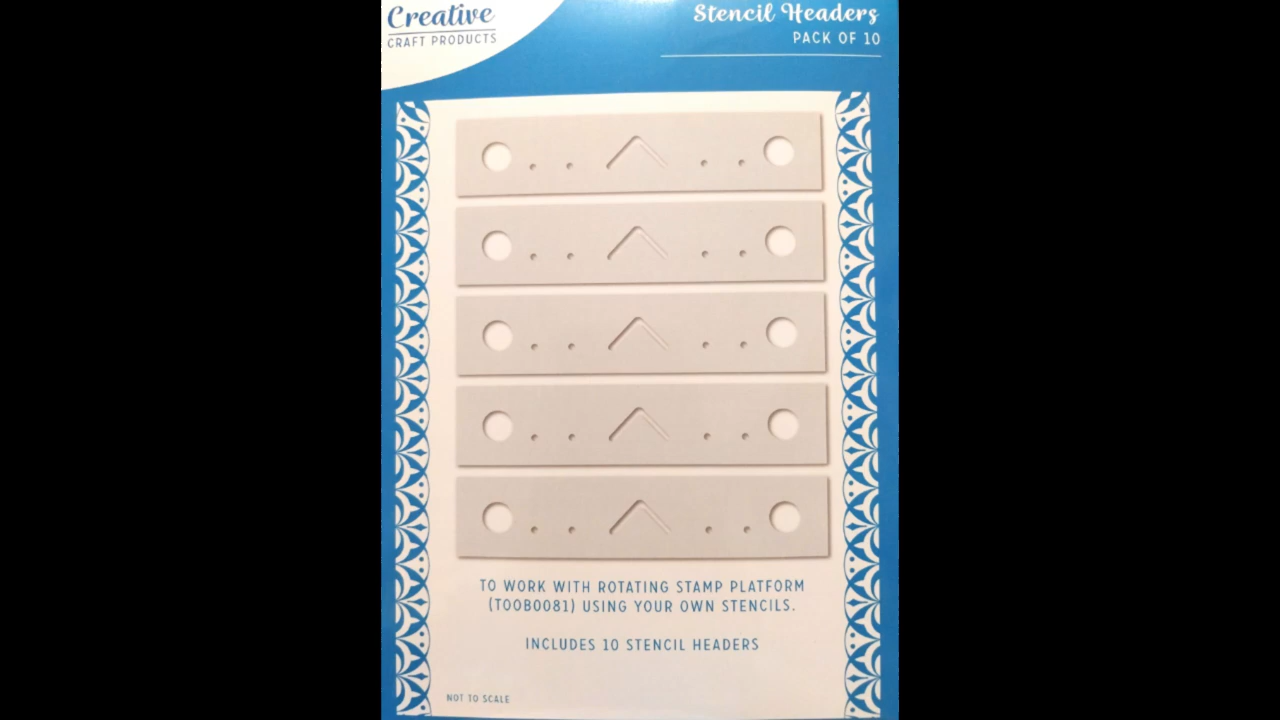 Creative
CRAFT PRODUCTS
Stencil Headers
PACK OF 10
TO WORK WITH ROTATING STAMP PLATFORM
(TOOB0081) USING YOUR OWN STENCILS.
INCLUDES 10 STENCIL HEADERS
NOT TO SCALE